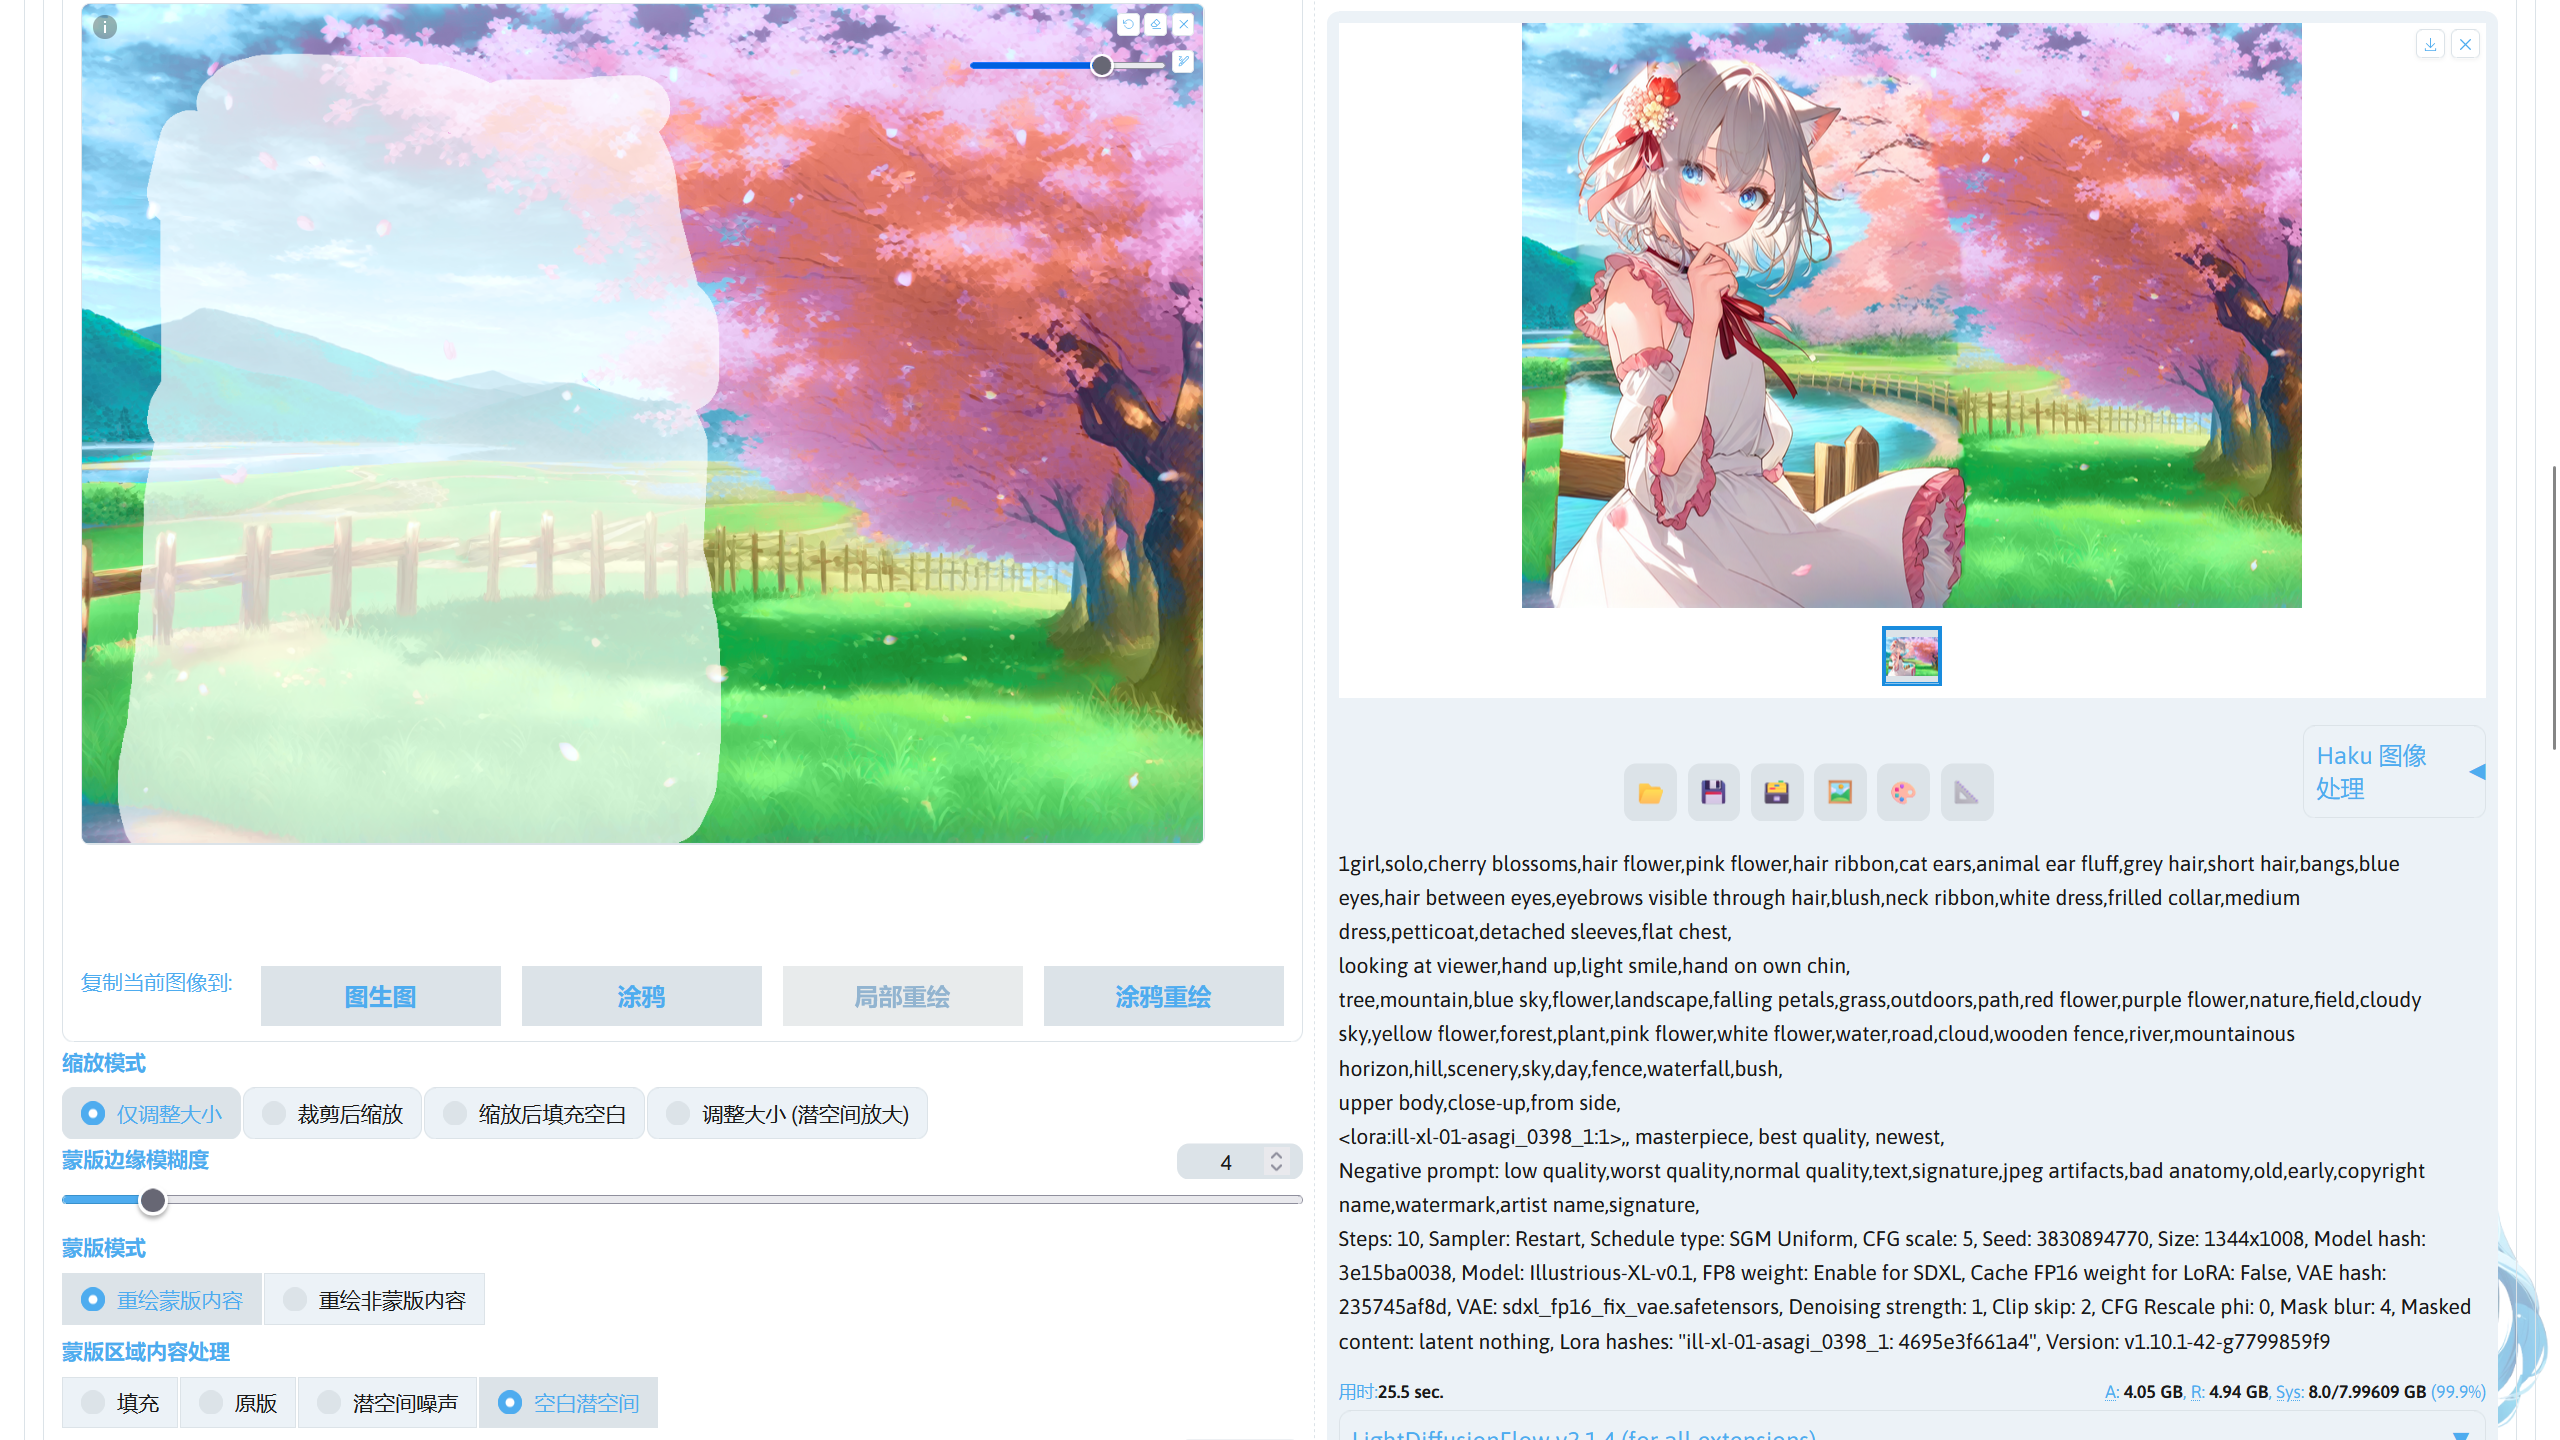 复制当前图像到:
图生图
涂鸦
局部重绘
涂鸦重绘
缩放模式
仅调整大小
裁剪后缩放
缩放后填充空白
调整大小 (潜空间放大)
蒙版边缘模糊度
4
蒙版模式
重绘蒙版内容
重绘非蒙版内容
蒙版区域内容处理
填充
原版
潜空间噪声
空白潜空间
Haku 图像
处理
1girl,solo,cherry blossoms,hair flower,pink flower,hair ribbon,cat ears,animal ear fluff,grey hair,short hair,bangs,blue
eyes,hair between eyes,eyebrows visible through hair,blush,neck ribbon,white dress,frilled collar,medium
dress,petticoat,detached sleeves,flat chest,
looking at viewer,hand up,light smile,hand on own chin,
tree,mountain,blue sky,flower,landscape,falling petals,grass,outdoors,path,red flower,purple flower,nature,field,cloudy
sky,yellow flower,forest,plant,pink flower,white flower,water,road,cloud,wooden fence,river,mountainous
horizon,hill,scenery,sky,day,fence,waterfall,bush,
upper body,close-up,from side,
<lora:ill-xl-01-asagi_0398_1:1>,, masterpiece, best quality, newest,
Negative prompt: low quality,worst quality,normal quality,text,signature,jpeg artifacts,bad anatomy,old,early,copyright
name,watermark,artist name,signature,
Steps: 10, Sampler: Restart, Schedule type: SGM Uniform, CFG scale: 5, Seed: 3830894770, Size: 1344x1008, Model hash:
3e15ba0038, Model: Illustrious-XL-v0.1, FP8 weight: Enable for SDXL, Cache FP16 weight for LoRA: False, VAE hash:
235745af8d, VAE: sdxl_fp16_fix_vae.safetensors, Denoising strength: 1, Clip skip: 2, CFG Rescale phi: 0, Mask blur: 4, Masked
content: latent nothing, Lora hashes: "ill-xl-01-asagi_0398_1: 4695e3f661a4", Version: v1.10.1-42-g7799859f9
用时:25.5 sec.
A: 4.05 GB, R: 4.94 GB, Sys: 8.0/7.99609 GB (99.9%)
LightDiffusionFlow v2.1.4 (for all extensions)